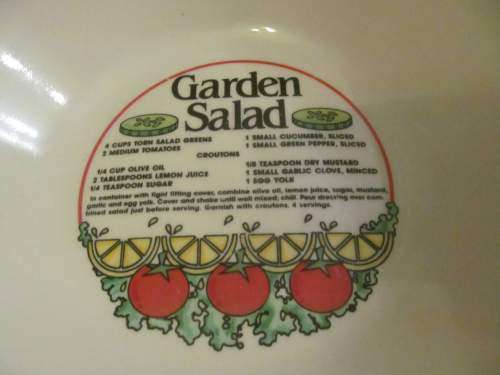 Garden
Salad
4 CUPS TORN SALAD GREENS 1 SMALL CUCUMBER, SLICED
2 MEDIUM TOMATOES 1 SMALL GREEN PEPPER, SLICED
CROUTONS
1/4 CUP OLIVE OIL 1/8 TEASPOON DRY MUSTARD
2 TABLESPOONS LEMON JUICE 1 SMALL GARLIC CLOVE, MINCED
1/4 TEASPOON SUGAR 1 EGG YOLK
In container with tight fitting cover, combine olive oil, lemon juice, sugar, mustard,
garlic and egg yolk. Cover and shake until well mixed; chill. Pour dressing over com-
bined salad just before serving. Garnish with croutons. 4 servings.